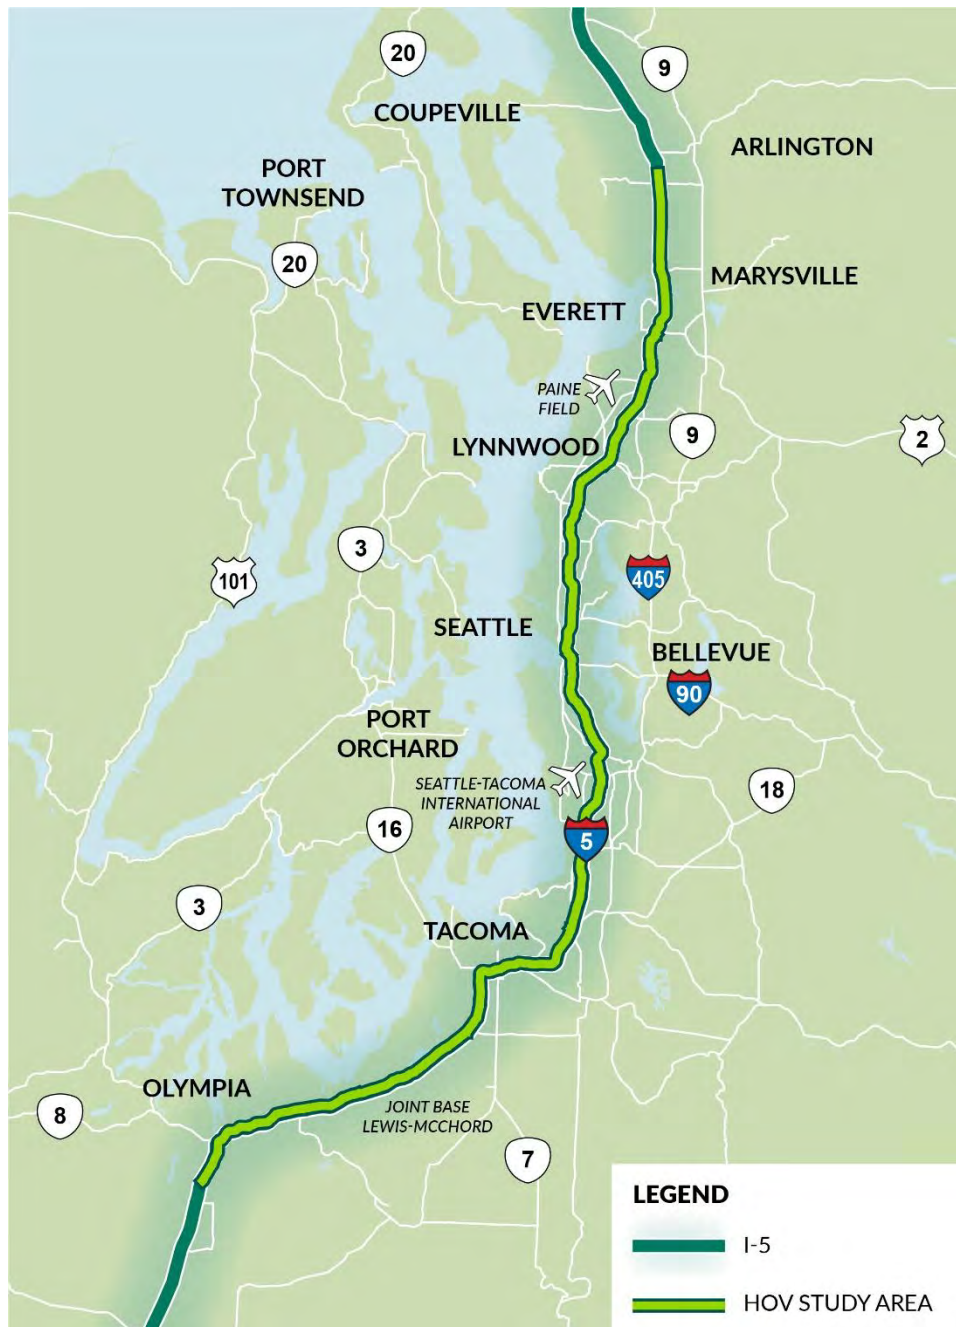 20
9
COUPEVILLE
ARLINGTON
PORT
TOWNSEND
20
MARYSVILLE
EVERETT
PAINE
FIELD
9
2
LYNNWOOD
3
101
405
SEATTLE
BELLEVUE
90
PORT
ORCHARD
SEATTLE-TACOMA
INTERNATIONAL
AIRPORT
18
16
5
3
TACOMA
OLYMPIA
8
JOINT BASE
LEWIS-MCCHORD
7
LEGEND
I-5
HOV STUDY AREA